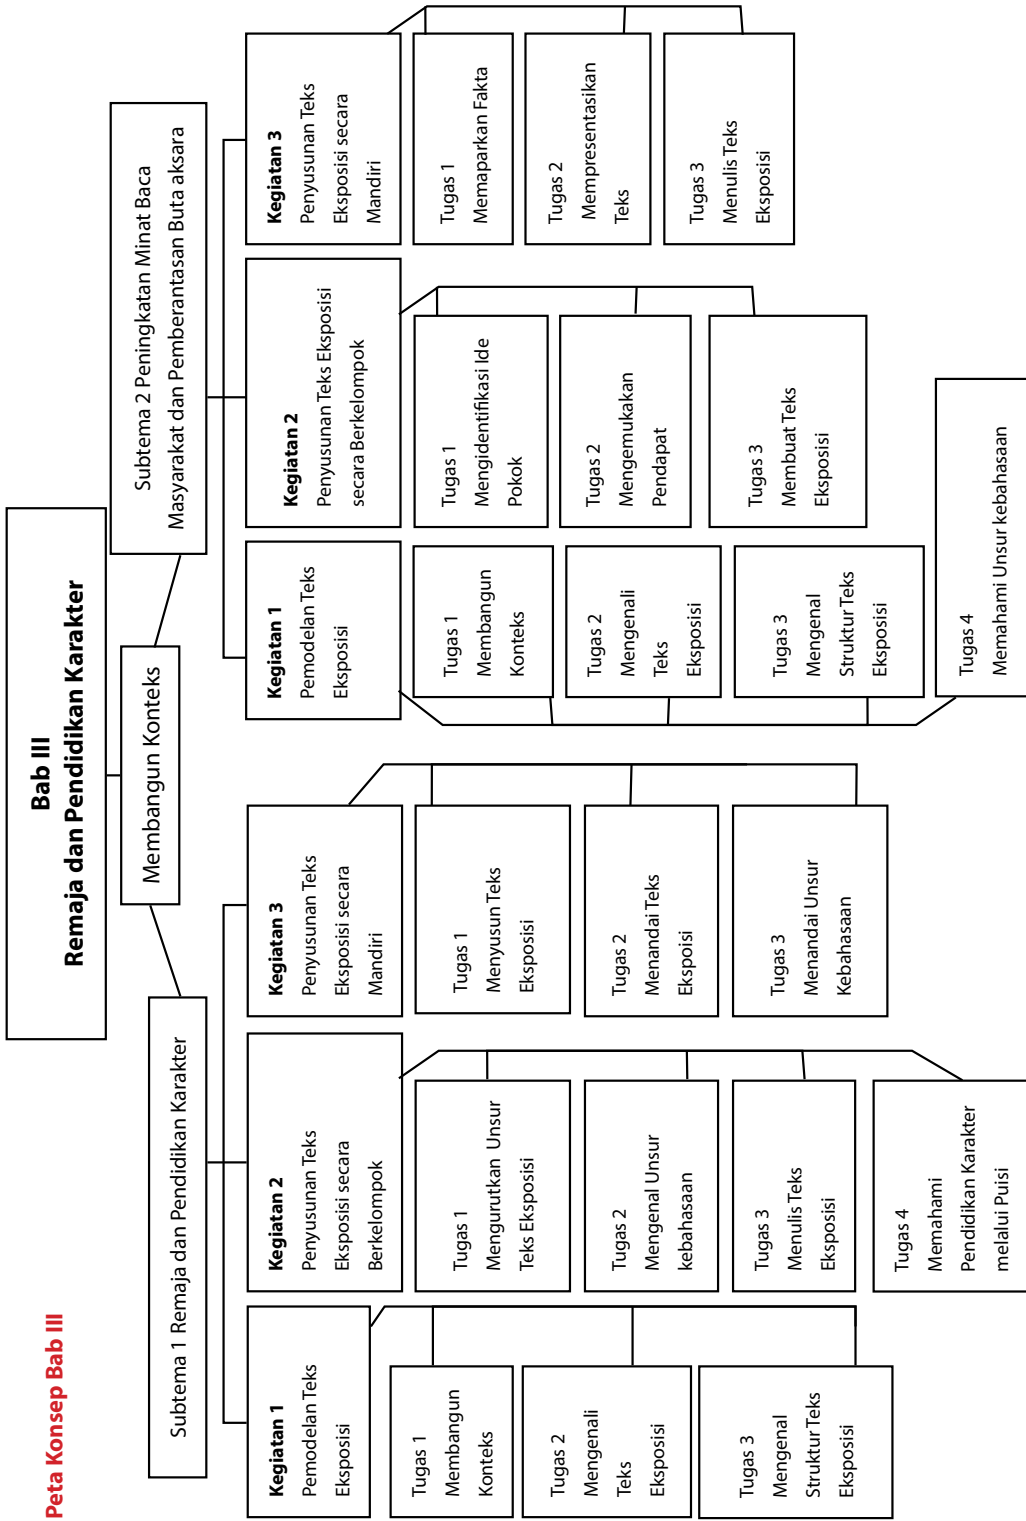 Peta Konsep Bab III
Bab III
Remaja dan Pendidikan Karakter
Membangun Konteks
Subtema 1 Remaja dan Pendidikan Karakter
Kegiatan 1
Pemodelan Teks
Eksposisi
Tugas 1
Membangun
Konteks
Tugas 2
Mengenali
Teks
Eksposisi
Tugas 3
Mengenal
Struktur Teks
Eksposisi
Kegiatan 2
Penyusunan Teks
Eksposisi secara
Berkelompok
Tugas 1
Mengurutkan Unsur
Teks Eksposisi
Tugas 2
Mengenal Unsur
kebahasaan
Tugas 3
Menulis Teks
Eksposisi
Tugas 4
Memahami
Pendidikan Karakter
melalui Puisi
Kegiatan 3
Penyusunan Teks
Eksposisi secara
Mandiri
Tugas 1
Menyusun Teks
Eksposisi
Tugas 2
Menandai Teks
Ekspoisi
Tugas 3
Menandai Unsur
Kebahasaan
Subtema 2 Peningkatan Minat Baca
Masyarakat dan Pemberantasan Buta aksara
Kegiatan 1
Pemodelan Teks
Eksposisi
Tugas 1
Membangun
Konteks
Tugas 2
Mengenali
Teks
Eksposisi
Tugas 3
Mengenal
Struktur Teks
Eksposisi
Tugas 4
Memahami Unsur kebahasaan
Kegiatan 2
Penyusunan Teks Eksposisi
secara Berkelompok
Tugas 1
Mengidentifikasi Ide
Pokok
Tugas 2
Mengemukakan
Pendapat
Tugas 3
Membuat Teks
Eksposisi
Kegiatan 3
Penyusunan Teks
Eksposisi secara
Mandiri
Tugas 1
Memaparkan Fakta
Tugas 2
Mempresentasikan
Teks
Tugas 3
Menulis Teks
Eksposisi